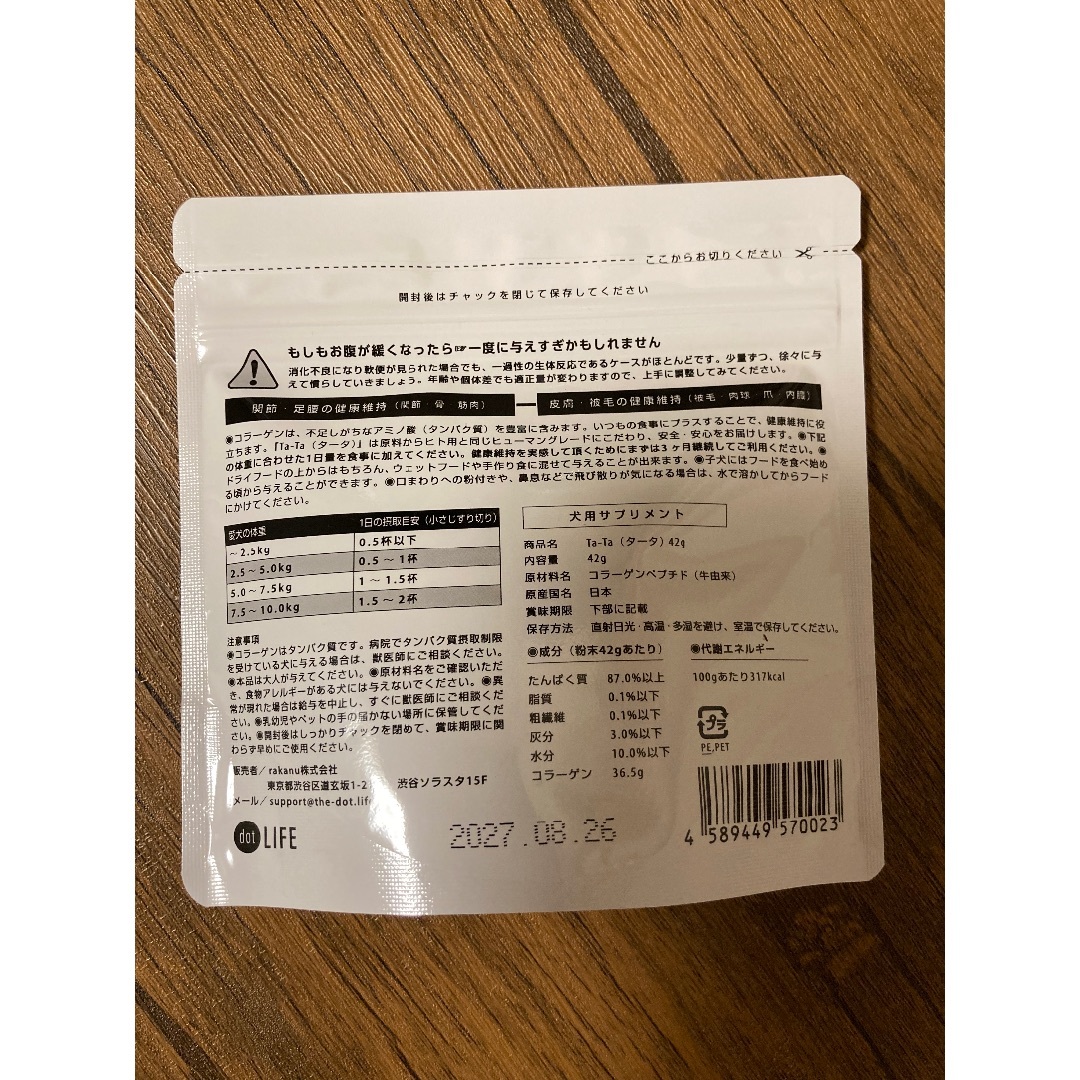 ここからお切りください
開封後はチャックを閉じて保存してください
もしもお腹が緩くなったら☞一度に与えすぎかもしれません
消化不良になり軟便が見られた場合でも、一過性の生体反応であるケースがほとんどです。少量ずつ、徐々に与
えて慣らしていきましょう。年齢や個体差でも適正量が変わりますので、上手に調整してみてください。
関節・足腰の健康維持（関節・骨・筋肉）
皮膚・被毛の健康維持（被毛・肉球・爪・内臓）
◉コラーゲンは、不足しがちなアミノ酸（タンパク質）を豊富に含みます。いつもの食事にプラスすることで、健康維持に役
立ちます。「Ta-Ta（タータ）」は原料からヒト用と同じヒューマングレードにこだわり、安全・安心をお届けします。◉下記
の体重に合わせた1日量を食事に加えてください。健康維持を実感して頂くためにまずは3ヶ月継続してご利用ください。◉
ドライフードの上からはもちろん、ウェットフードや手作り食に混ぜて与えることが出来ます。◉子犬にはフードを食べ始め
る頃から与えることができます。◉口まわりへの粉付きや、鼻息などで飛び散りが気になる場合は、水で溶かしてからフード
にかけてください。
愛犬の体重 1日の摂取目安（小さじすり切り）
～2.5kg 0.5杯以下
2.5～5.0kg 0.5～1杯
5.0～7.5kg 1～1.5杯
7.5～10.0kg 1.5～2杯
注意事項
◉コラーゲンはタンパク質です。病院でタンパク質摂取制限
を受けている犬に与える場合は、獣医師にご相談ください。
◉本品は大人が与えてください。◉原材料名をご確認いただ
き、食物アレルギーがある犬には与えないでください。◉異
常が現れた場合は給与を中止し、すぐに獣医師にご相談くだ
さい。◉乳幼児やペットの手の届かない場所に保管してくだ
さい。◉開封後はしっかりチャックを閉めて、賞味期限に関
わらず早めにご使用ください。
販売者／rakanu株式会社
東京都渋谷区道玄坂1-2 渋谷ソラスタ15F
メール／support@the-dot.life
dot LIFE
犬用サプリメント
商品名 Ta-Ta（タータ）42g
内容量 42g
原材料名 コラーゲンペプチド（牛由来）
原産国名 日本
賞味期限 下部に記載
保存方法 直射日光・高温・多湿を避け、室温で保存してください。
◉成分（粉末42gあたり）
たんぱく質 87.0%以上
脂質 0.1%以下
粗繊維 0.1%以下
灰分 3.0%以下
水分 10.0%以下
コラーゲン 36.5g
◉代謝エネルギー
100gあたり317kcal
プラ
PE,PET
2027.08.26
4 589449 570023